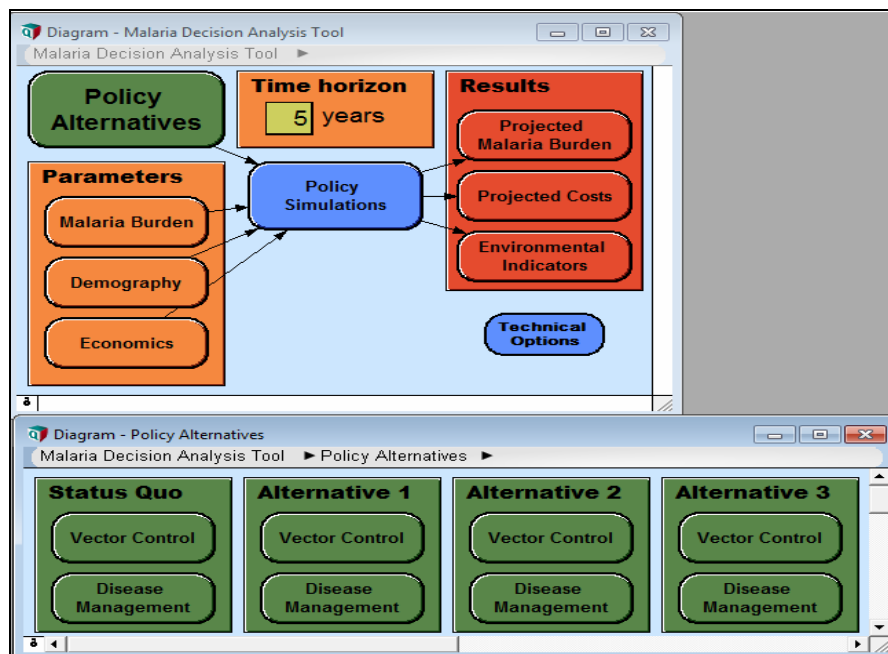 Diagram - Malaria Decision Analysis Tool
Malaria Decision Analysis Tool ►
Policy
Alternatives
Time horizon
5 years
Results
Projected
Malaria Burden
Projected Costs
Environmental
Indicators
Parameters
Malaria Burden
Demography
Economics
Policy
Simulations
Technical
Options
Diagram - Policy Alternatives
Malaria Decision Analysis Tool ► Policy Alternatives ►
Status Quo
Vector Control
Disease
Management
Alternative 1
Vector Control
Disease
Management
Alternative 2
Vector Control
Disease
Management
Alternative 3
Vector Control
Disease
Management